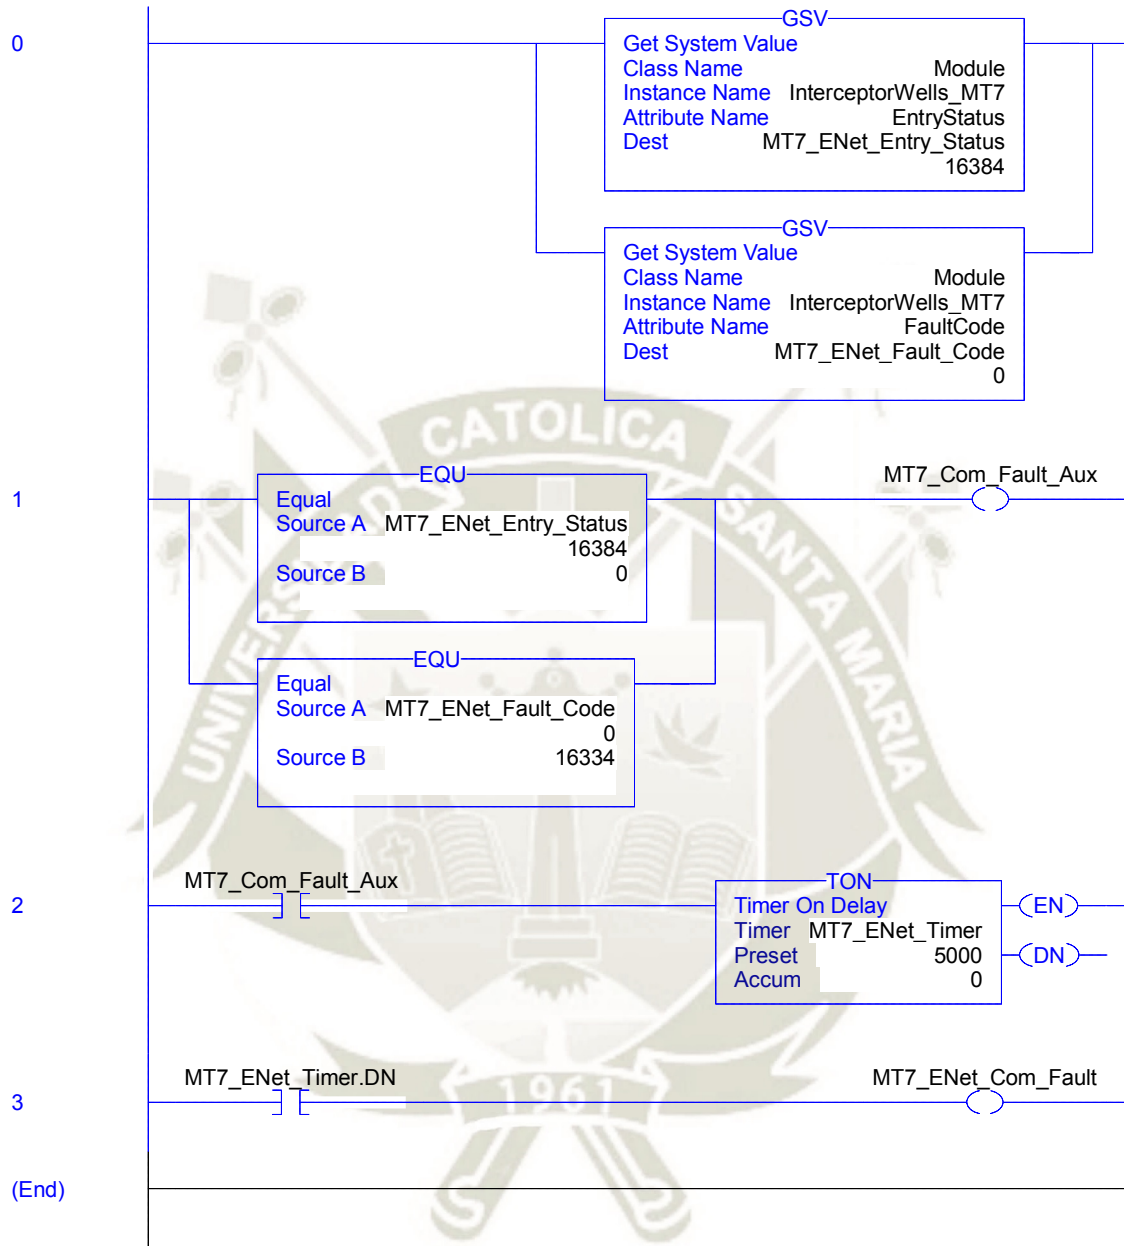 0
GSV
Get System Value
Class Name Module
Instance Name InterceptorWells_MT7
Attribute Name EntryStatus
Dest MT7_ENet_Entry_Status
16384
GSV
Get System Value
Class Name Module
Instance Name InterceptorWells_MT7
Attribute Name FaultCode
Dest MT7_ENet_Fault_Code
0
1
EQU
Equal
Source A MT7_ENet_Entry_Status
16384
Source B 0
MT7_Com_Fault_Aux
EQU
Equal
Source A MT7_ENet_Fault_Code
0
Source B 16334
2
MT7_Com_Fault_Aux
TON
Timer On Delay
Timer MT7_ENet_Timer
Preset 5000
Accum 0
EN
DN
3
MT7_ENet_Timer.DN
MT7_ENet_Com_Fault
(End)
UNIVERSIDAD CATOLICA SANTA MARIA
1961